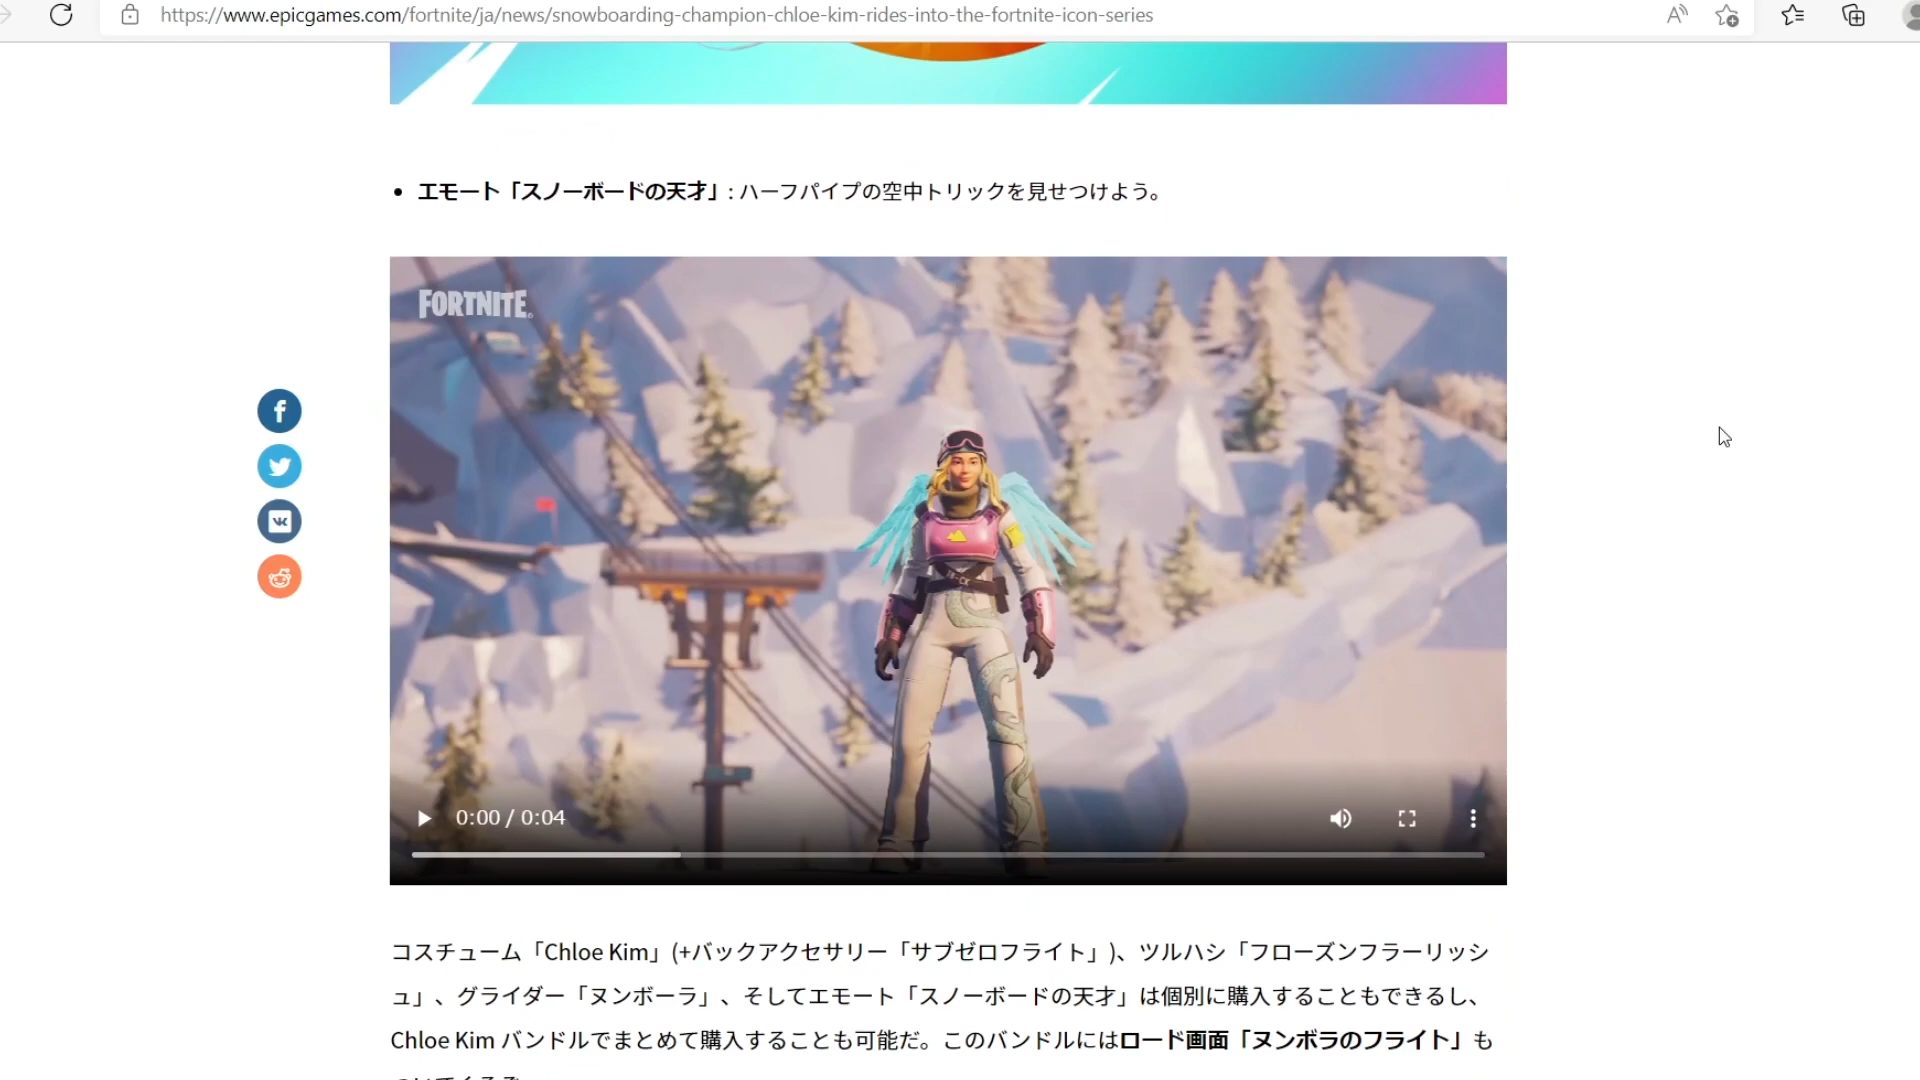 https://www.epicgames.com/fortnite/ja/news/snowboarding-champion-chloe-kim-rides-into-the-fortnite-icon-series
エモート「スノーボードの天才」: ハーフパイプの空中トリックを見せつけよう。
FORTNITE
0:00 / 0:04
コスチューム「Chloe Kim」(+バックアクセサリー「サブゼロフライト」)、ツルハシ「フローズンフラーリッシ
ュ」、グライダー「ヌンボーラ」、そしてエモート「スノーボードの天才」は個別に購入することもできるし、
Chloe Kim バンドルでまとめて購入することも可能だ。このバンドルにはロード画面「ヌンボラのフライト」も